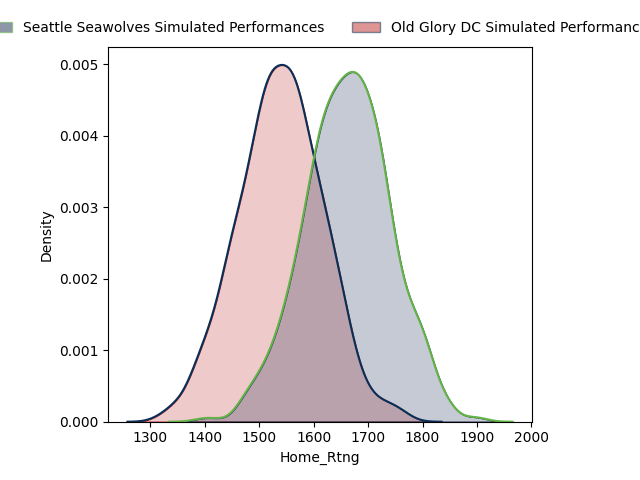 Seattle Seawolves Simulated Performances
Old Glory DC Simulated
0.005
0.004
0.003
0.002
0.001
0.000
Density
1300 1400 1500 1600 1700 1800 1900 2000
Home_Rtng